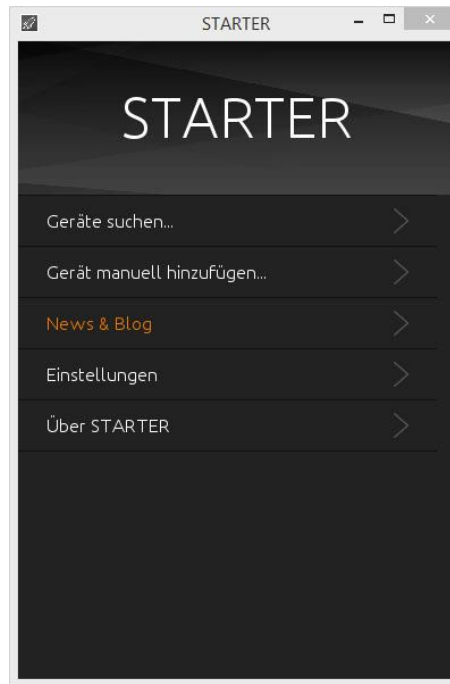 STARTER
STARTER
Geräte suchen...
Gerät manuell hinzufügen...
News & Blog
Einstellungen
Über STARTER